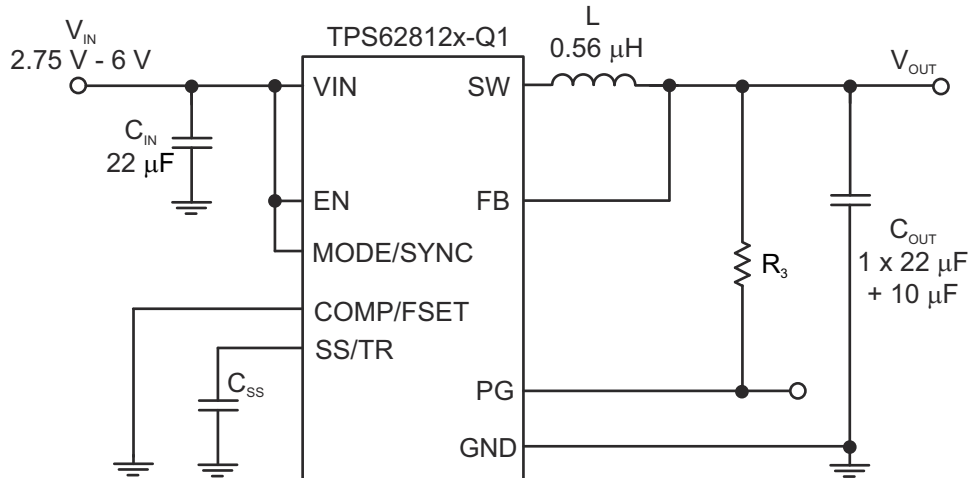 TPS62812x-Q1
L
0.56 μH
V_IN
2.75 V - 6 V
V_OUT
VIN
SW
C_IN
22 μF
EN
FB
MODE/SYNC
C_OUT
1 x 22 μF
+ 10 μF
R_3
COMP/FSET
SS/TR
C_SS
PG
GND